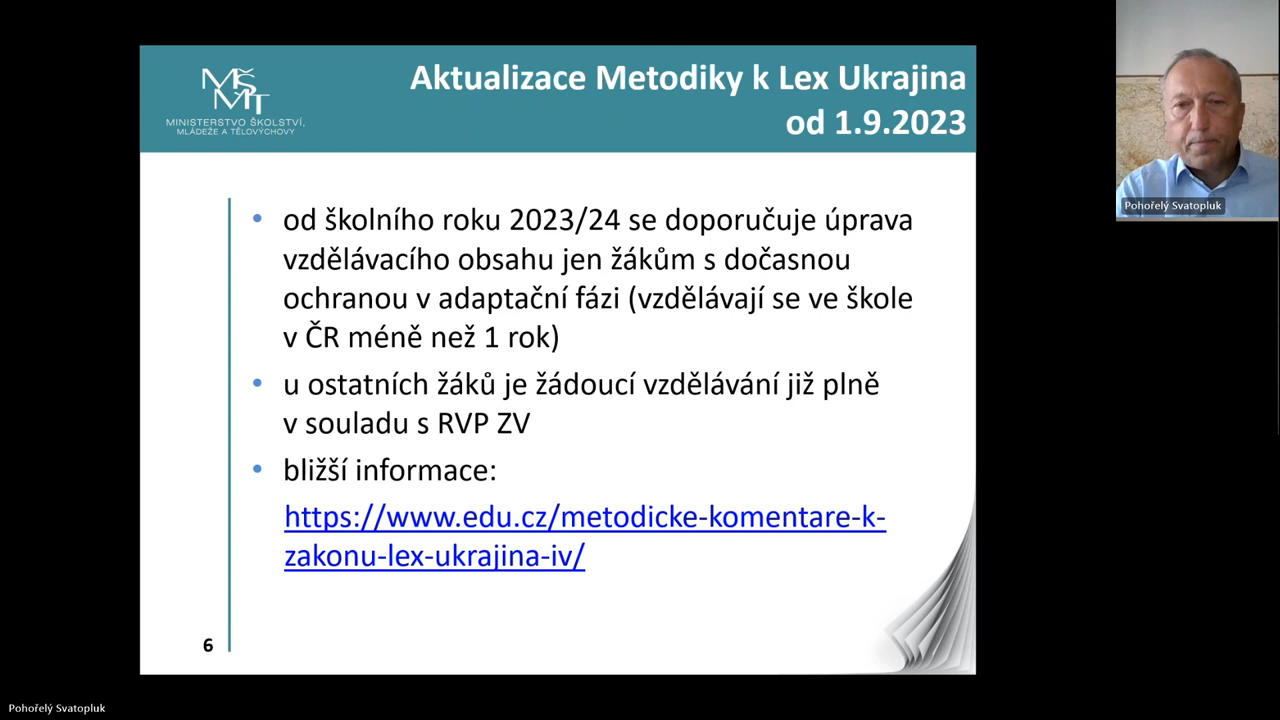 MŠMT
MINISTERSTVO ŠKOLSTVÍ,
MLÁDEŽE A TĚLOVÝCHOVY
Aktualizace Metodiky k Lex Ukrajina
od 1.9.2023
• od školního roku 2023/24 se doporučuje úprava
vzdělávacího obsahu jen žákům s dočasnou
ochranou v adaptační fázi (vzdělávají se ve škole
v ČR méně než 1 rok)
• u ostatních žáků je žádoucí vzdělávání již plně
v souladu s RVP ZV
• bližší informace:
https://www.edu.cz/metodicke-komentare-k-
zakonu-lex-ukrajina-iv/
6
Pohořelý Svatopluk
Pohořelý Svatopluk